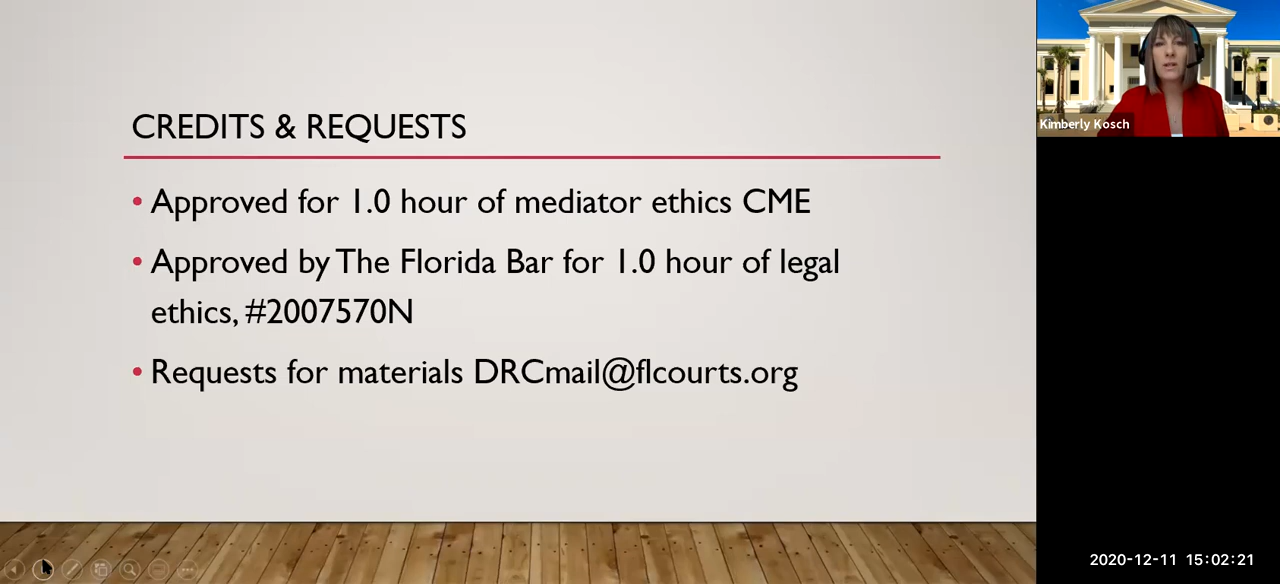 CREDITS & REQUESTS
• Approved for 1.0 hour of mediator ethics CME
• Approved by The Florida Bar for 1.0 hour of legal
ethics, #2007570N
• Requests for materials DRCmail@flcourts.org
Kimberly Kosch
2020-12-11 15:02:21